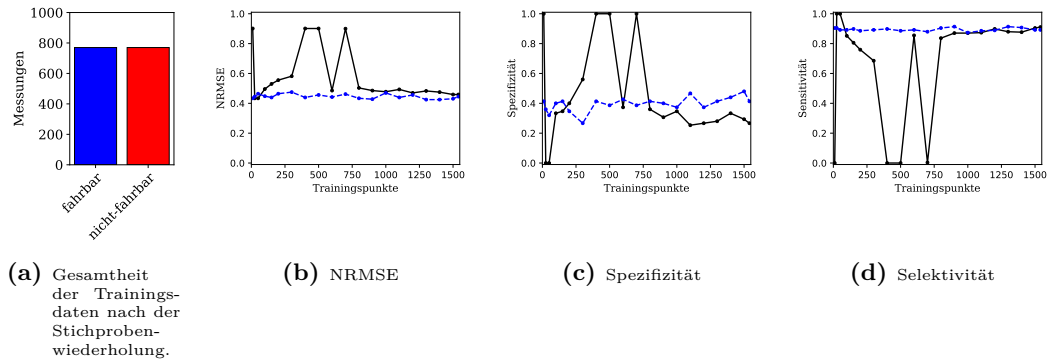 1000
800
600
400
200
0
Messungen
fahrbar
nicht-fahrbar
1.0
0.8
0.6
0.4
0.2
0.0
NRMSE
0 250 500 750 1000 1250 1500
Trainingspunkte
1.0
0.8
0.6
0.4
0.2
0.0
Spezifizität
0 250 500 750 1000 1250 1500
Trainingspunkte
1.0
0.8
0.6
0.4
0.2
0.0
Sensitivität
0 250 500 750 1000 1250 1500
Trainingspunkte
(a) Gesamtheit
der Trainings-
daten nach der
Stichproben-
wiederholung.
(b) NRMSE
(c) Spezifizität
(d) Selektivität